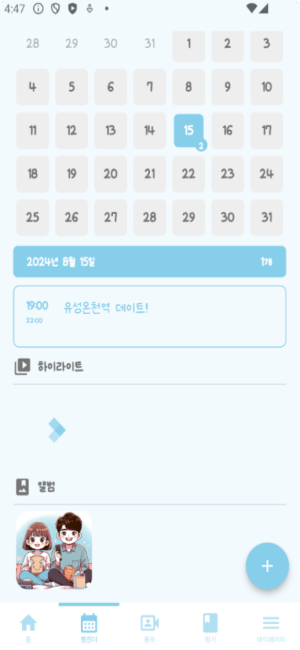 4:47
28 29 30 31 1 2 3
4 5 6 7 8 9 10
11 12 13 14 15 16 17
2
18 19 20 21 22 23 24
25 26 27 28 29 30 31
2024년 8월 15일 1개
19:00 유성온천역 데이트!
22:00
하이라이트
앨범
+
홈 캘린더 통화 일기 마이페이지